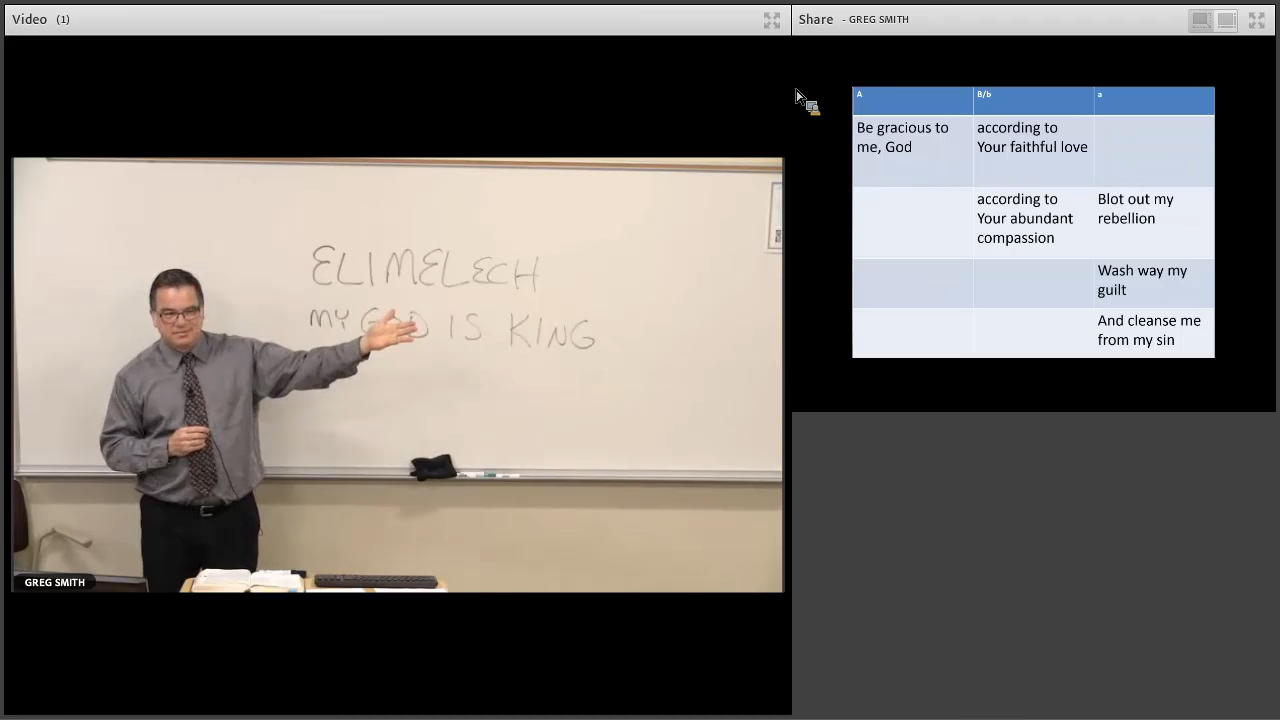 Video (1)
Share - GREG SMITH
A B/b a
Be gracious to
me, God
according to
Your faithful love
according to
Your abundant
compassion
Blot out my
rebellion
Wash way my
guilt
And cleanse me
from my sin
ELIMELECH
MY GOD IS KING
GREG SMITH